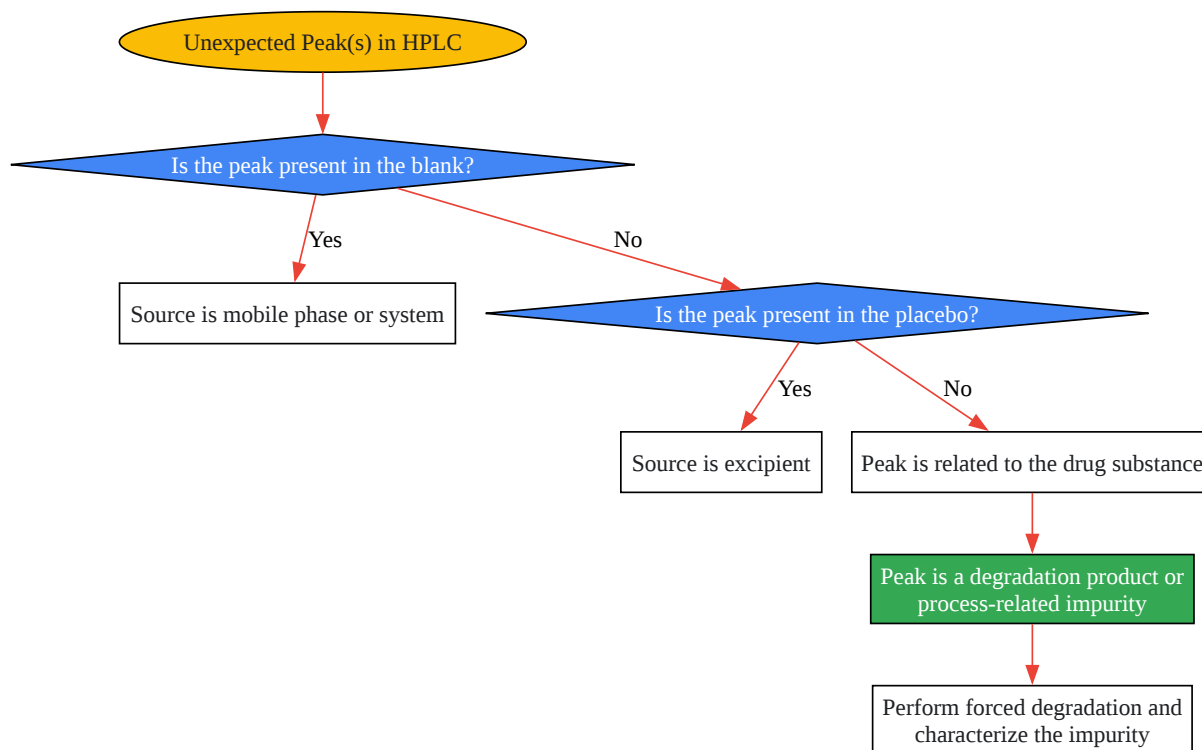 Unexpected Peak(s) in HPLC
Is the peak present in the blank?
Yes
No
Source is mobile phase or system
Is the peak present in the placebo?
Yes
No
Source is excipient
Peak is related to the drug substance
Peak is a degradation product or
process-related impurity
Perform forced degradation and
characterize the impurity